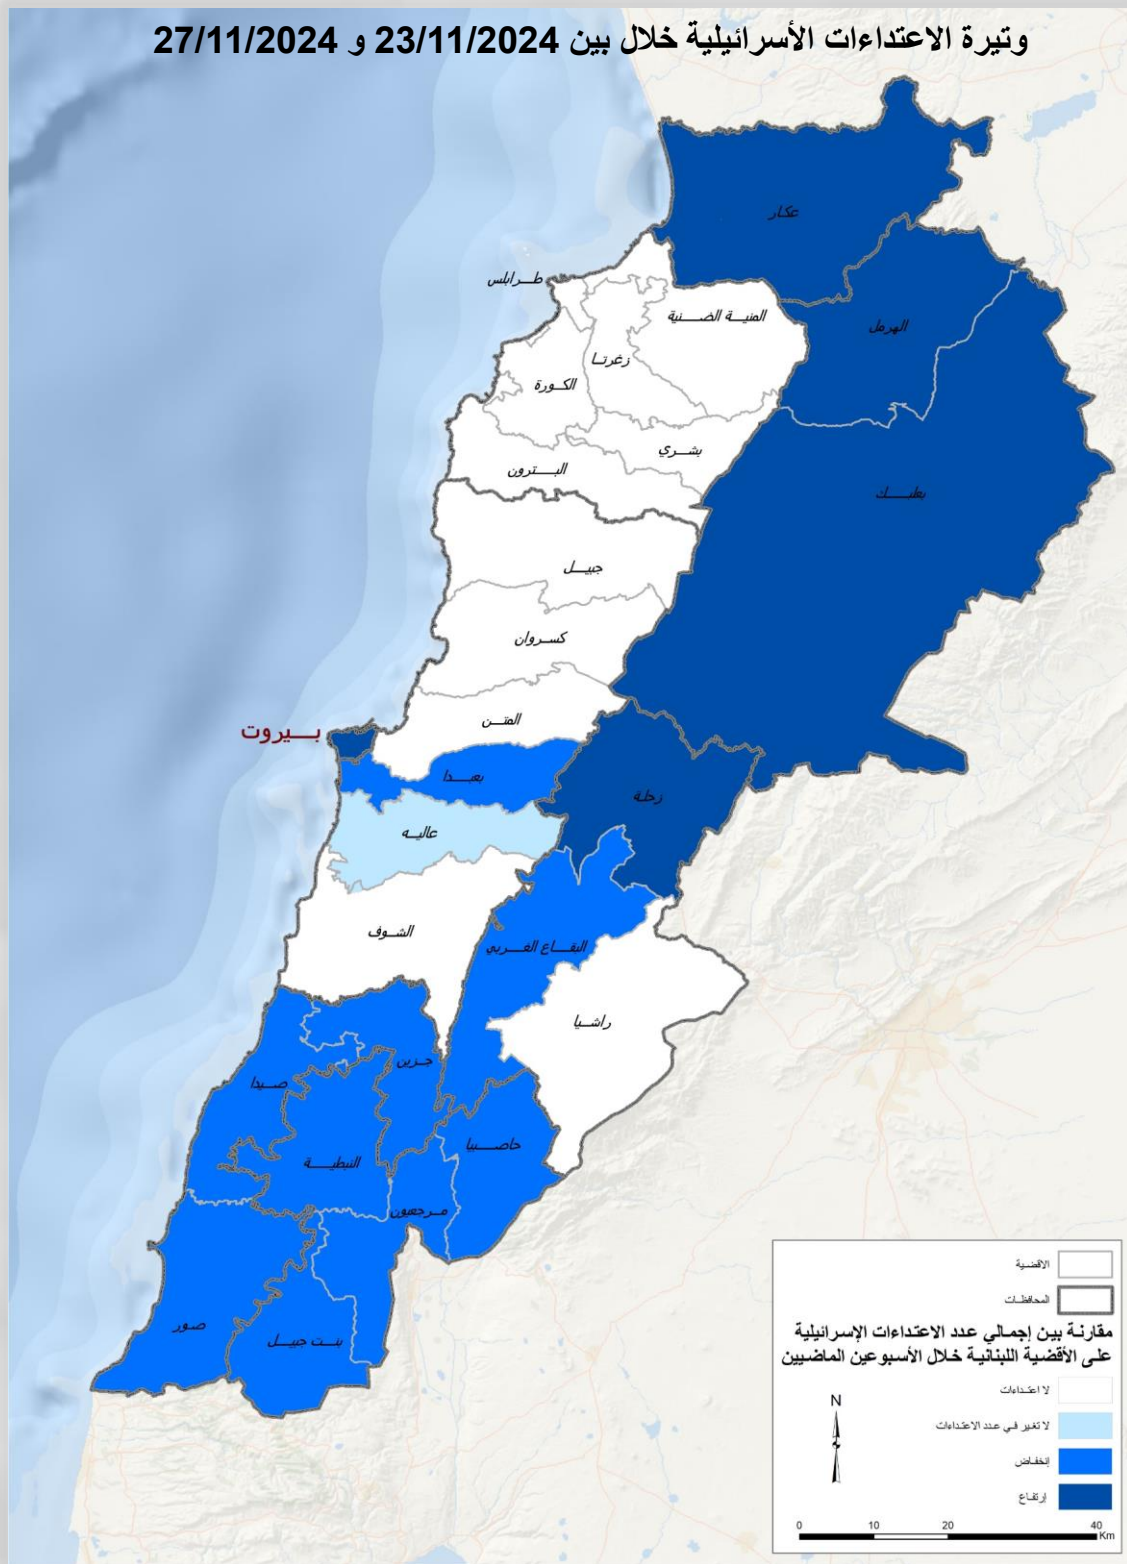 وتيرة الاعتداءات الأسرائيلية خلال بين 23/11/2024 و 27/11/2024
عكار
طرابلس
الهرمل
المنية الضنية
زغرتا
الكورة
بشري
البترون
بعلبك
جبيل
كسروان
المتن
بيروت
بعبدا
زحلة
عاليه
الشوف
البقاع الغربي
راشيا
جزين
صيدا
حاصبيا
النبطية
مرجعيون
صور
بنت جبيل
الاقضية
المحافظات
مقارنة بين إجمالي عدد الاعتداءات الإسرائيلية
على الأقضية اللبنانية خلال الأسبوعين الماضيين
لا اعتداءات
لا تغير في عدد الاعتداءات
إنخفاض
إرتفاع
N
0 10 20 40
Km